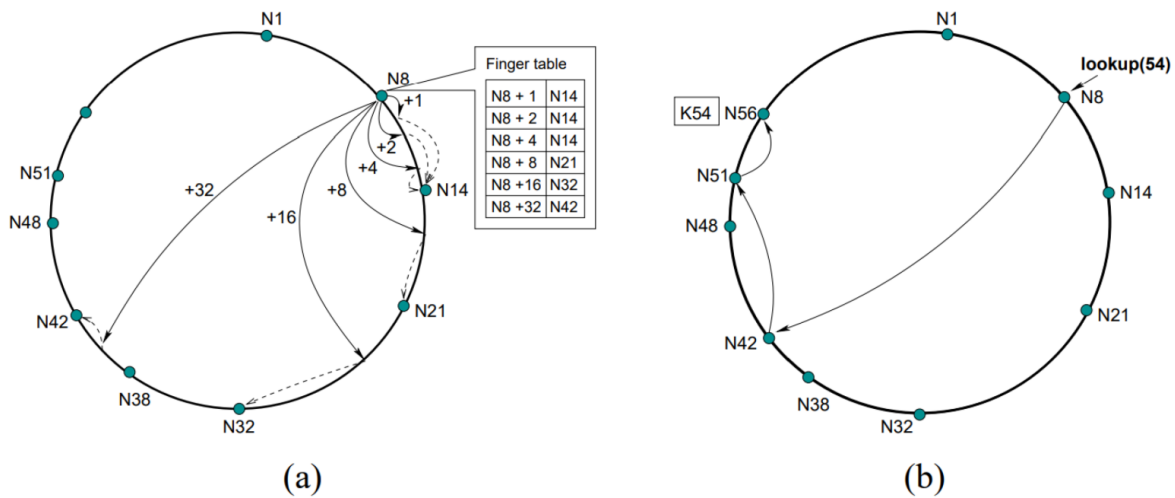 N1
N8
Finger table
N8 + 1 N14
N8 + 2 N14
N8 + 4 N14
N8 + 8 N21
N8 +16 N32
N8 +32 N42
+1
+2
+4
+8
+16
+32
N14
N21
N32
N38
N42
N48
N51
(a)
N1
lookup(54)
N8
K54 N56
N51
N48
N14
N42
N21
N38
N32
(b)